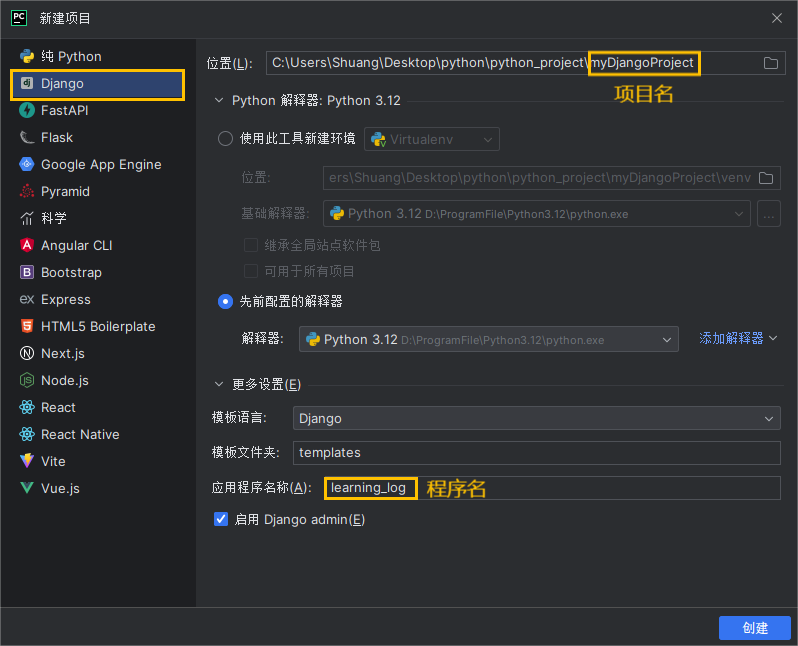 PC 新建项目
位置(L): C:\Users\Shuang\Desktop\python\python_project\myDjangoProject
项目名
纯 Python
dj Django
FastAPI
Flask
Google App Engine
Pyramid
科学
A Angular CLI
B Bootstrap
ex Express
5 HTML5 Boilerplate
N Next.js
JS Node.js
React
React Native
Vite
Vue.js
Python 解释器: Python 3.12
使用此工具新建环境 Virtualenv
位置: ers\Shuang\Desktop\python\python_project\myDjangoProject\venv
基础解释器: Python 3.12 D:\ProgramFile\Python3.12\python.exe ...
继承全局站点软件包
可用于所有项目
先前配置的解释器
解释器: Python 3.12 D:\ProgramFile\Python3.12\python.exe 添加解释器
更多设置(E)
模板语言: Django
模板文件夹: templates
应用程序名称(A): learning_log 程序名
启用 Django admin(E)
创建